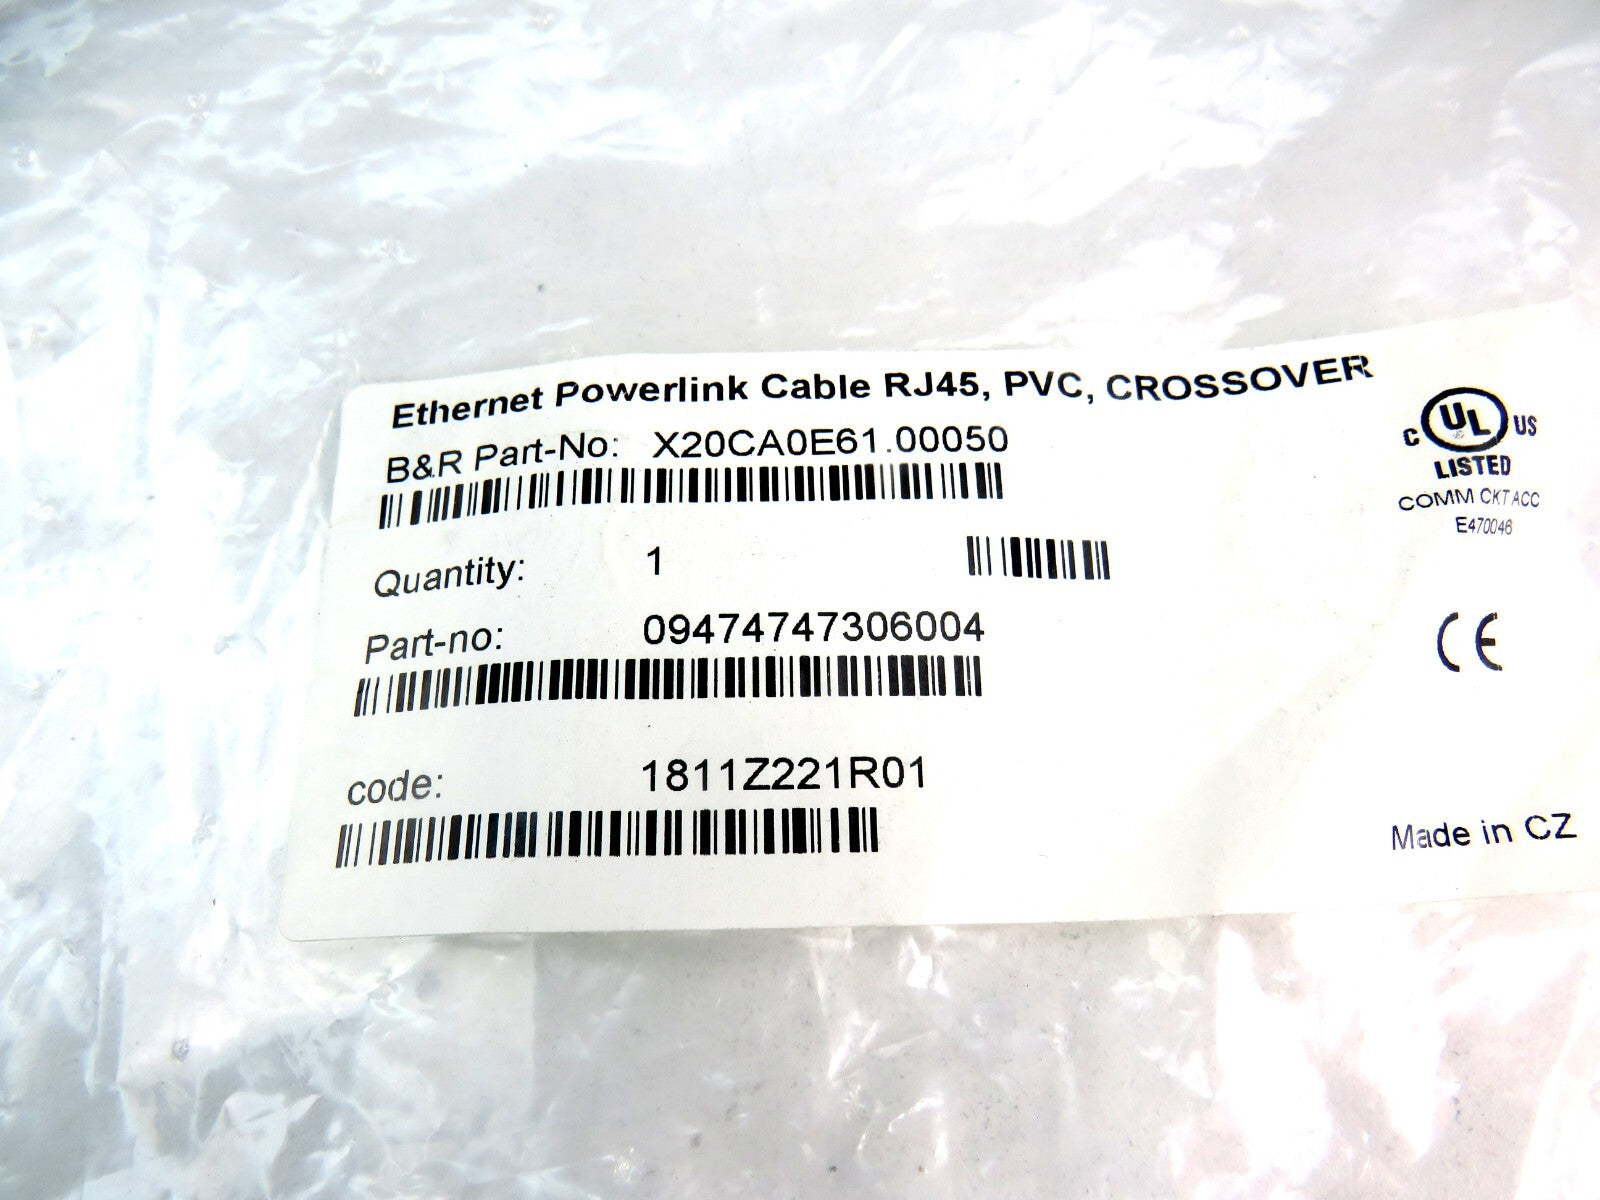 Ethernet Powerlink Cable RJ45, PVC, CROSSOVER
B&R Part-No: X20CA0E61.00050
Quantity: 1
Part-no: 09474747306004
code: 1811Z221R01
C UL US
LISTED
COMM CKT ACC
E470046
CE
Made in CZ